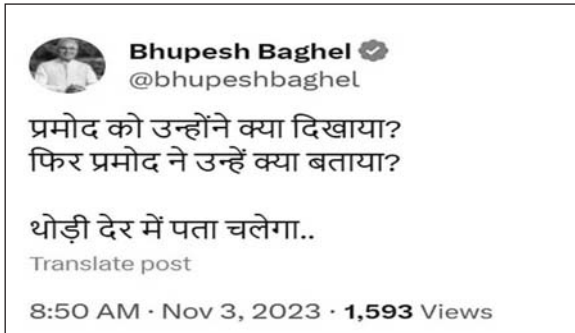 Bhupesh Baghel
@bhupeshbaghel
प्रमोद को उन्होंने क्या दिखाया?
फिर प्रमोद ने उन्हें क्या बताया?
थोड़ी देर में पता चलेगा..
Translate post
8:50 AM · Nov 3, 2023 · 1,593 Views